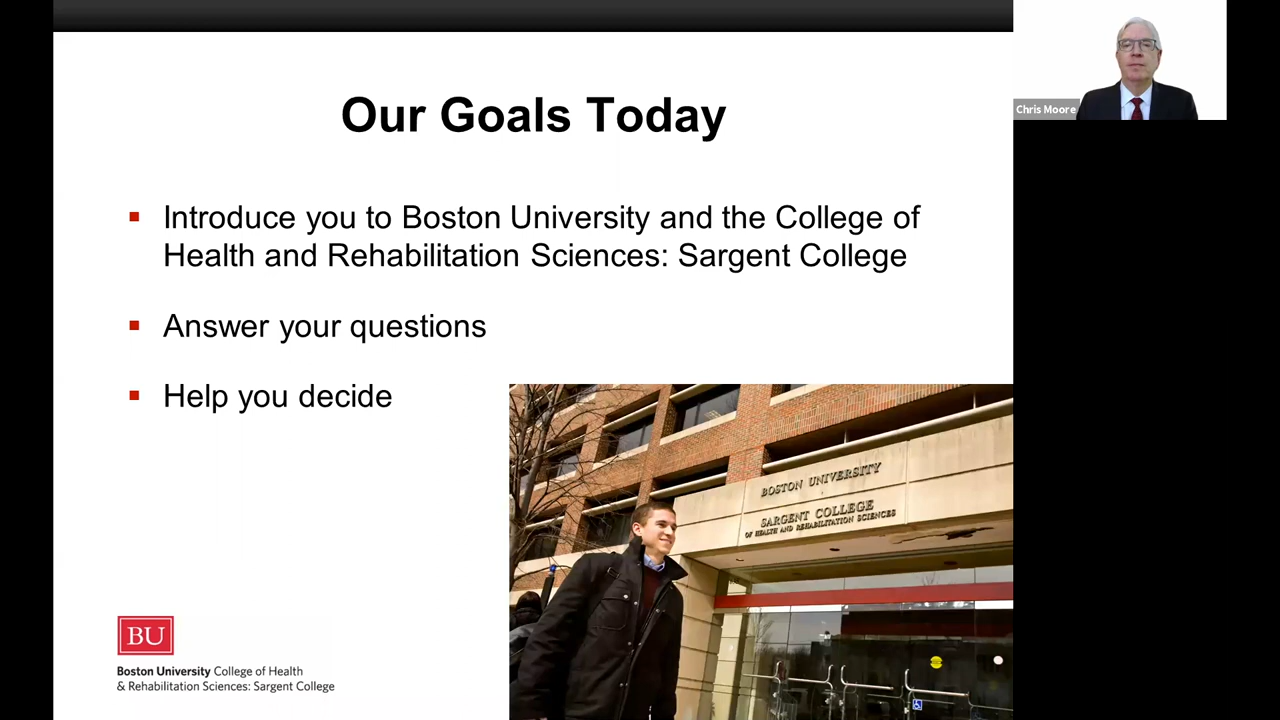 Our Goals Today
Introduce you to Boston University and the College of
Health and Rehabilitation Sciences: Sargent College
Answer your questions
Help you decide
BOSTON UNIVERSITY
SARGENT COLLEGE
OF HEALTH AND REHABILITATION SCIENCES
BU
Boston University College of Health
& Rehabilitation Sciences: Sargent College
Chris Moore